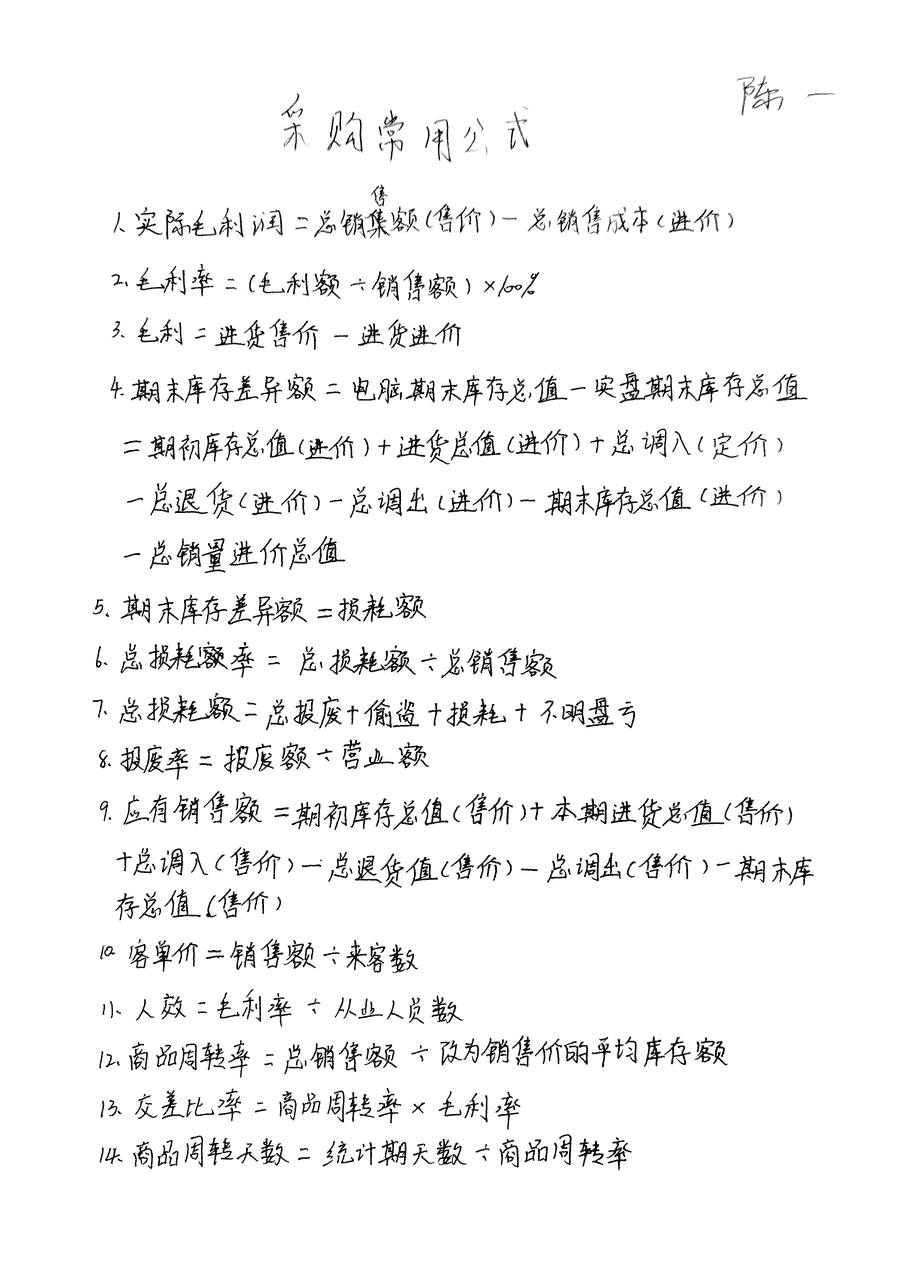 陈一
采购常用公式
1、实际毛利润=总销售额(售价)-总销售成本(进价)
2、毛利率=(毛利额÷销售额)×100%
3、毛利=进货售价-进货进价
4、期末库存差异额=电脑期末库存总值-实盘期末库存总值
=期初库存总值(进价)+进货总值(进价)+总调入(定价)
-总退货(进价)-总调出(进价)-期末库存总值(进价)
-总销量进价总值
5、期末库存差异额=损耗额
6、总损耗额率=总损耗额÷总销售额
7、总损耗额=总报废+偷盗+损耗+不明盘亏
8、报废率=报废额÷营业额
9、应有销售额=期初库存总值(售价)+本期进货总值(售价)
+总调入(售价)-总退货值(售价)-总调出(售价)-期末库
存总值(售价)
10、客单价=销售额÷来客数
11、人效=毛利率÷从业人员数
12、商品周转率=总销售额÷改为销售价的平均库存额
13、交差比率=商品周转率×毛利率
14、商品周转天数=统计期天数÷商品周转率